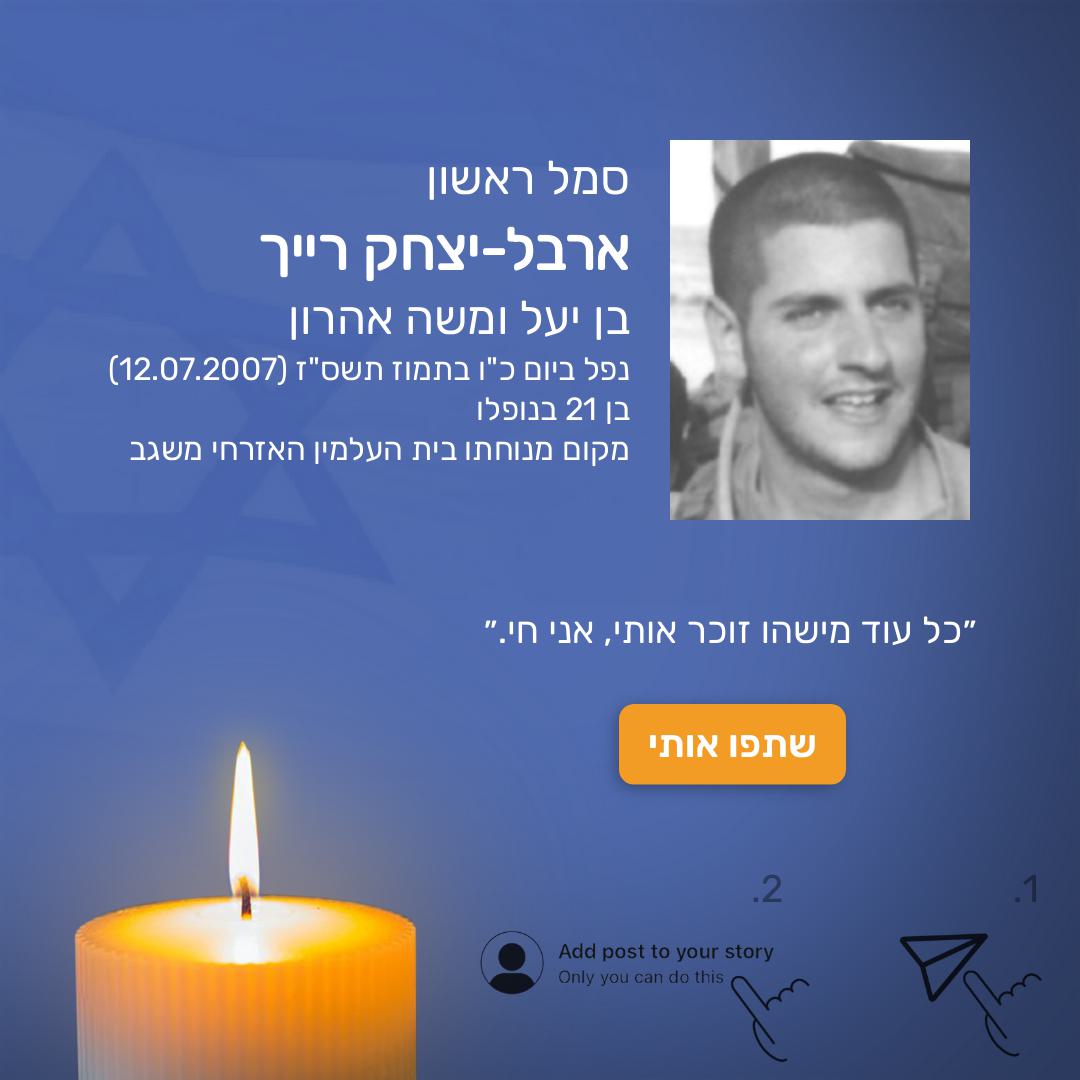 סמל ראשון
ארבל-יצחק רייך
בן יעל ומשה אהרון
נפל ביום כ"ו בתמוז תשס"ז (12.07.2007)
בן 21 בנופלו
מקום מנוחתו בית העלמין האזרחי משגב
״כל עוד מישהו זוכר אותי, אני חי.״
שתפו אותי
1.
2.
Add post to your story
Only you can do this